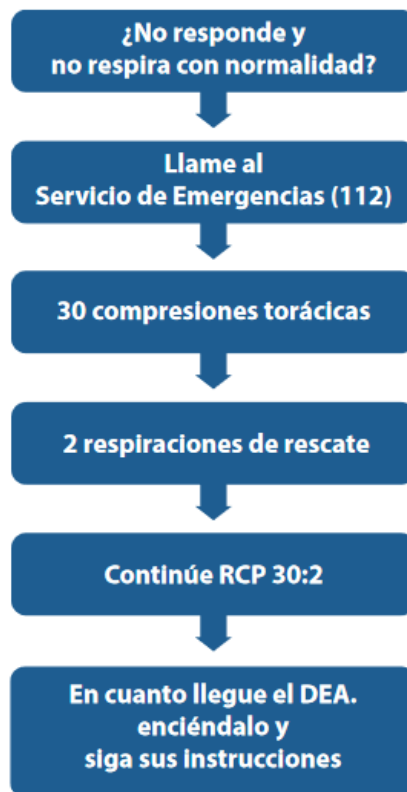 ¿No responde y
no respira con normalidad?
Llame al
Servicio de Emergencias (112)
30 compresiones torácicas
2 respiraciones de rescate
Continúe RCP 30:2
En cuanto llegue el DEA.
enciéndalo y
siga sus instrucciones